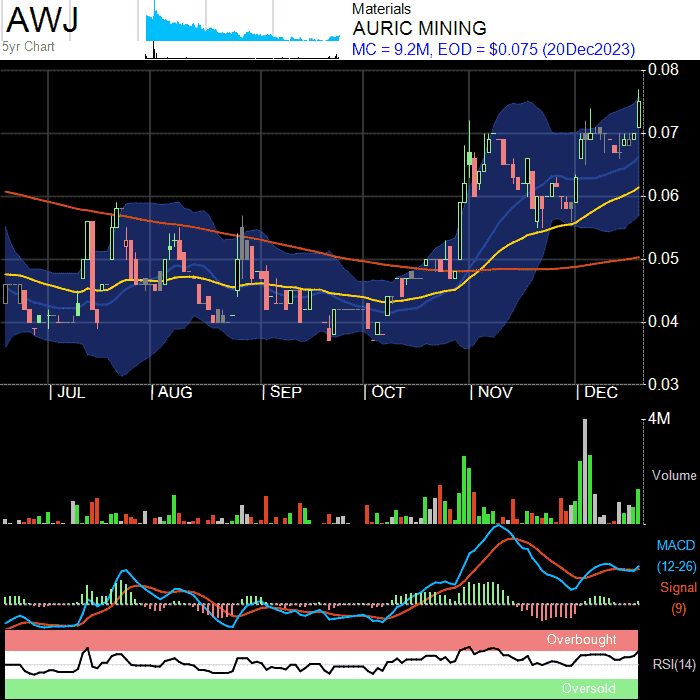 AWJ
5yr Chart
Materials
AURIC MINING
MC = 9.2M, EOD = $0.075 (20Dec2023)
0.08
0.07
0.06
0.05
0.04
0.03
| JUL | AUG | SEP | OCT | NOV | DEC
4M
Volume
MACD
(12-26)
Signal
(9)
Overbought
RSI(14)
Oversold